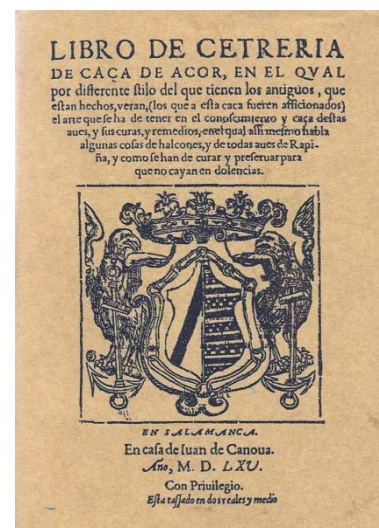 LIBRO DE CETRERIA
DE CAÇA DE ACOR, EN EL QVAL
por differente ſtilo del que tienen los antiguos, que
eſtan hechos, veran, (los que a eſta caca fueren afficionados)
el arte que ſe ha de tener en el conoſcumiento y caça deſtas
aues, y ſus curas, y remedios, enel qual aſsi meſmo habla
algunas coſas de halcones, y de todas aues de Rapi-
ña, y como ſe han de curar y preſeruar para
que no cayan en dolencias.
EN SALAMANCA.
En caſa de Iuan de Canoua.
Año, M. D. LXV.
Con Priuilegio.
Eſta taſſado en dos reales y medio